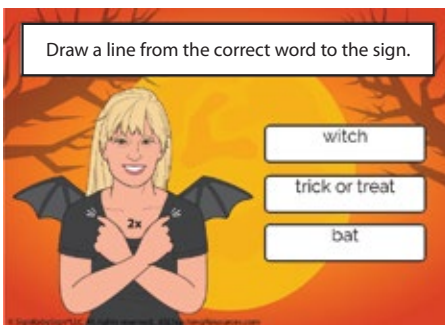 Draw a line from the correct word to the sign.
witch
trick or treat
2x
bat